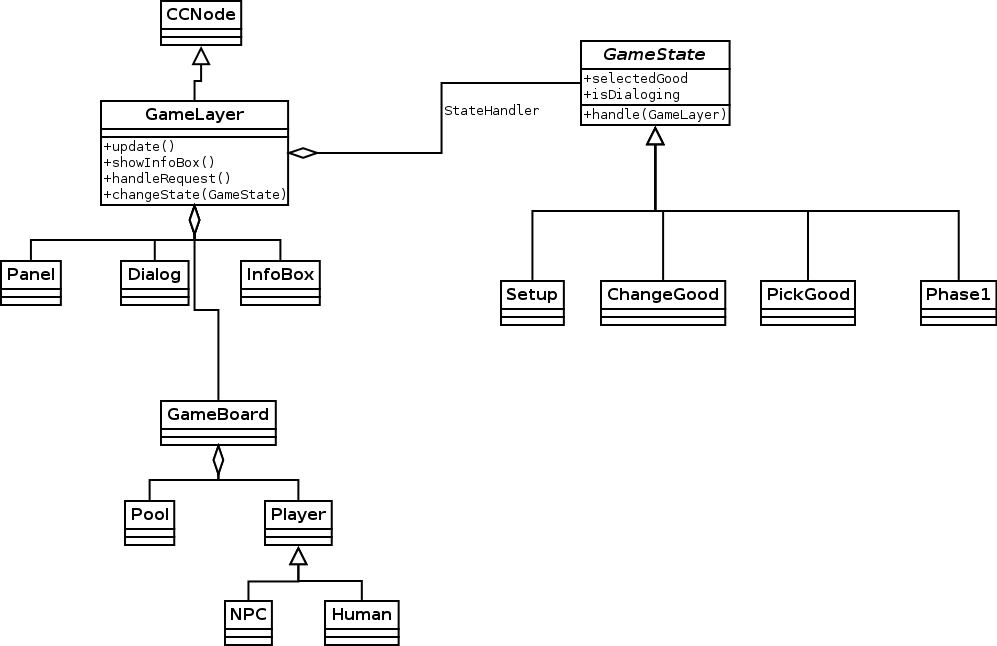 CCNode
GameState
+selectedGood
+isDialoging
+handle(GameLayer)
StateHandler
GameLayer
+update()
+showInfoBox()
+handleRequest()
+changeState(GameState)
Panel
Dialog
InfoBox
Setup
ChangeGood
PickGood
Phase1
GameBoard
Pool
Player
NPC
Human